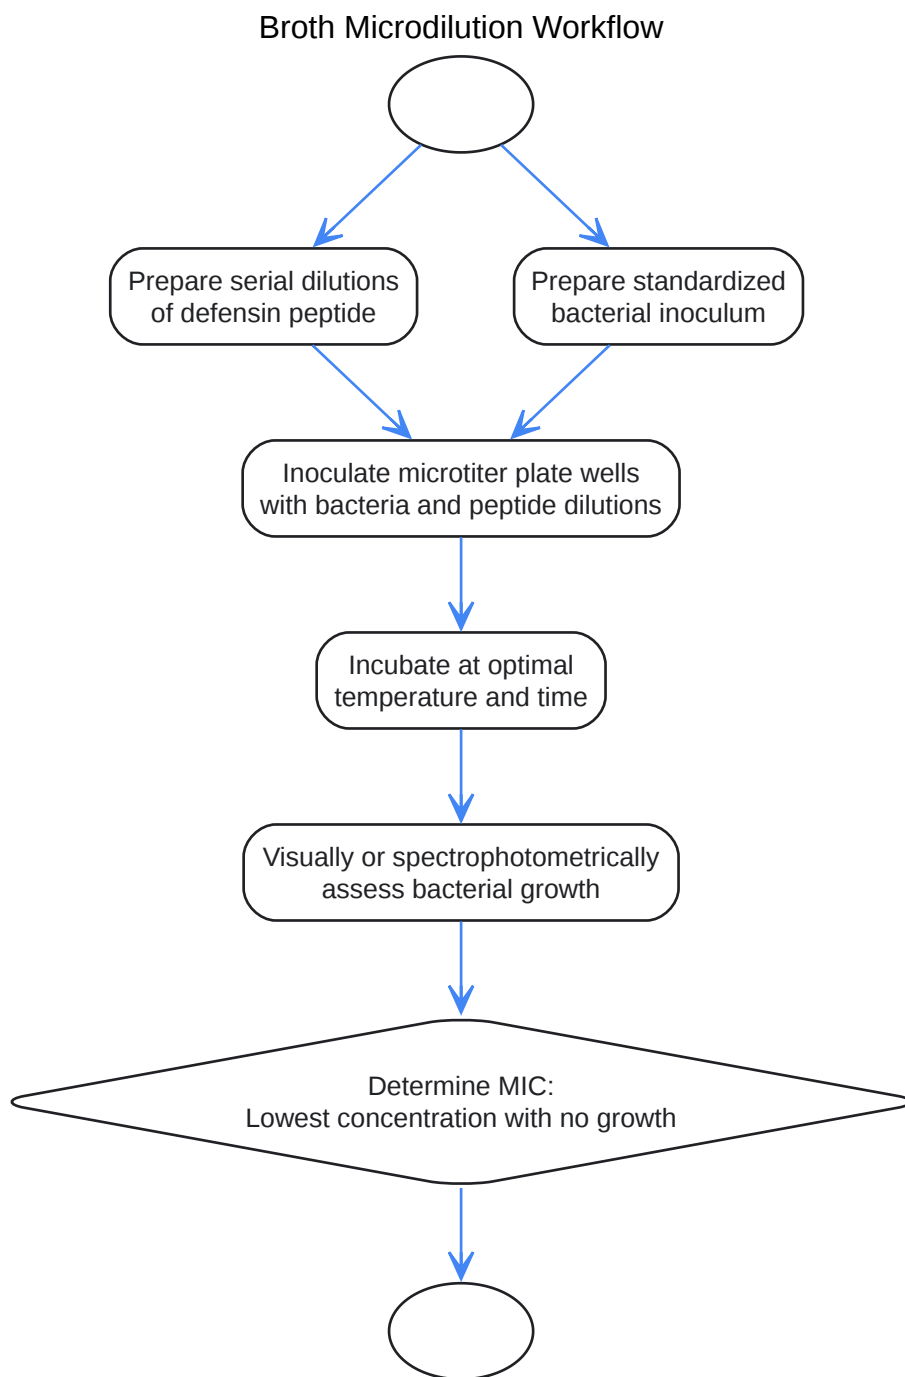 Broth Microdilution Workflow
Prepare serial dilutions
of defensin peptide
Prepare standardized
bacterial inoculum
Inoculate microtiter plate wells
with bacteria and peptide dilutions
Incubate at optimal
temperature and time
Visually or spectrophotometrically
assess bacterial growth
Determine MIC:
Lowest concentration with no growth